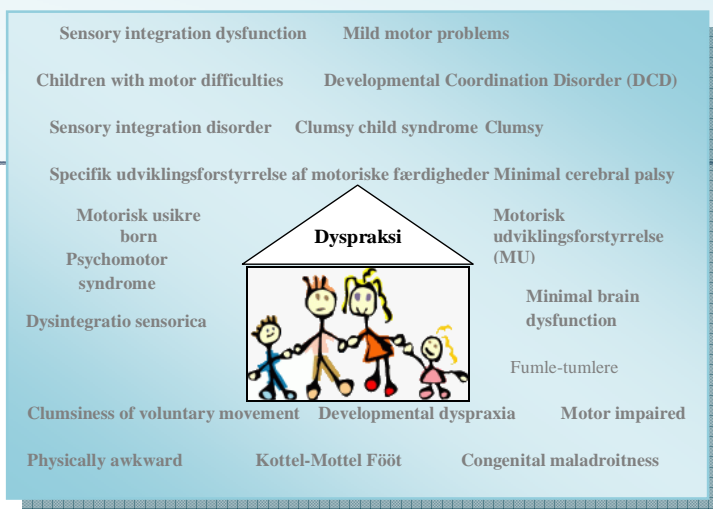 Sensory integration dysfunction Mild motor problems
Children with motor difficulties Developmental Coordination Disorder (DCD)
Sensory integration disorder Clumsy child syndrome Clumsy
Specifik udviklingsforstyrrelse af motoriske færdigheder Minimal cerebral palsy
Motorisk usikre
born
Psychomotor
syndrome
Dysintegratio sensorica
Dyspraksi
Motorisk
udviklingsforstyrrelse
(MU)
Minimal brain
dysfunction
Fumle-tumlere
Clumsiness of voluntary movement Developmental dyspraxia Motor impaired
Physically awkward Kottel-Mottel Fööt Congenital maladroitness